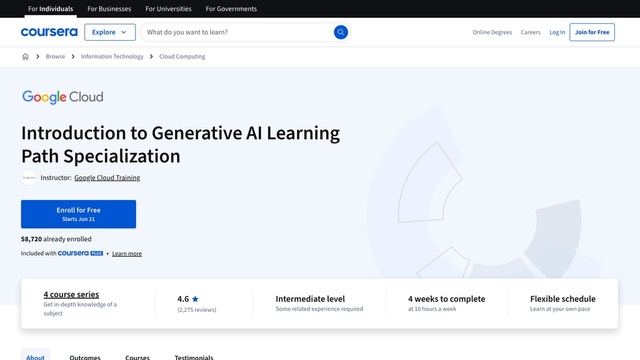 For Individuals For Businesses For Universities For Governments
coursera Explore What do you want to learn? Online Degrees Careers Log In Join for Free
Browse Information Technology Cloud Computing
Google Cloud
Introduction to Generative AI Learning
Path Specialization
Instructor: Google Cloud Training
Enroll for Free
Starts Jun 21
58,720 already enrolled
Included with coursera PLUS • Learn more
4 course series 4.6 Intermediate level 4 weeks to complete Flexible schedule
Get in-depth knowledge of a subject (2,275 reviews) Some related experience required at 10 hours a week Learn at your own pace
About Outcomes Courses Testimonials